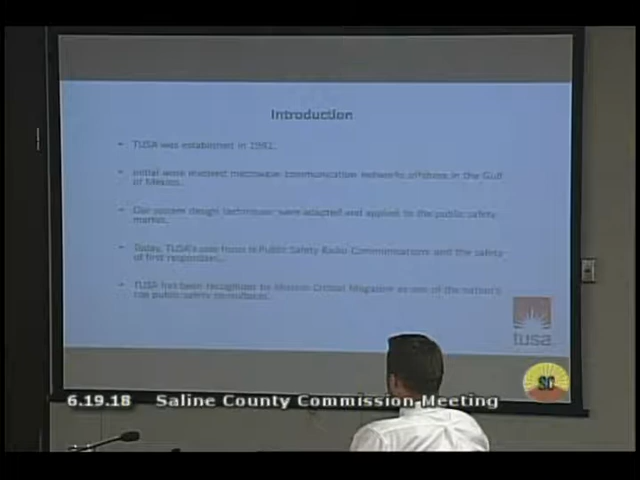 Introduction
TUSA was established in
Initial work involved microwave communication networks offshore in the Gulf
of Mexico.
Our system design techniques were adapted and applied to the public safety
market.
Today, TUSA's sole focus is Public Safety Radio Communications and the safety
of first responders.
TUSA has been recognized by Mission Critical Magazine as one of the nation's
top public safety consultants.
tusa
SC
6.19.18 Saline County Commission Meeting